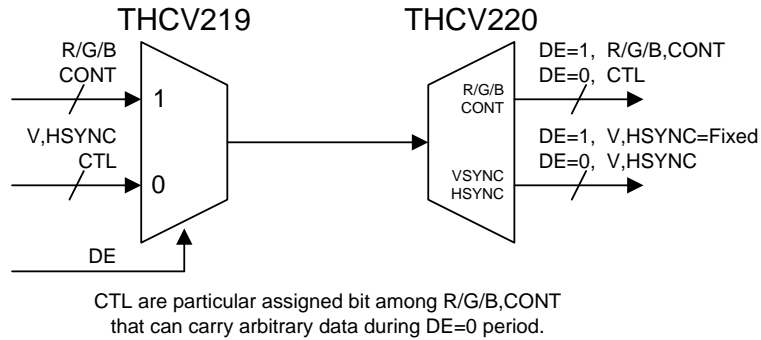 THCV219
THCV220
R/G/B
CONT
1
V,HSYNC
CTL
0
DE
R/G/B
CONT
VSYNC
HSYNC
DE=1, R/G/B,CONT
DE=0, CTL
DE=1, V,HSYNC=Fixed
DE=0, V,HSYNC
CTL are particular assigned bit among R/G/B,CONT
that can carry arbitrary data during DE=0 period.